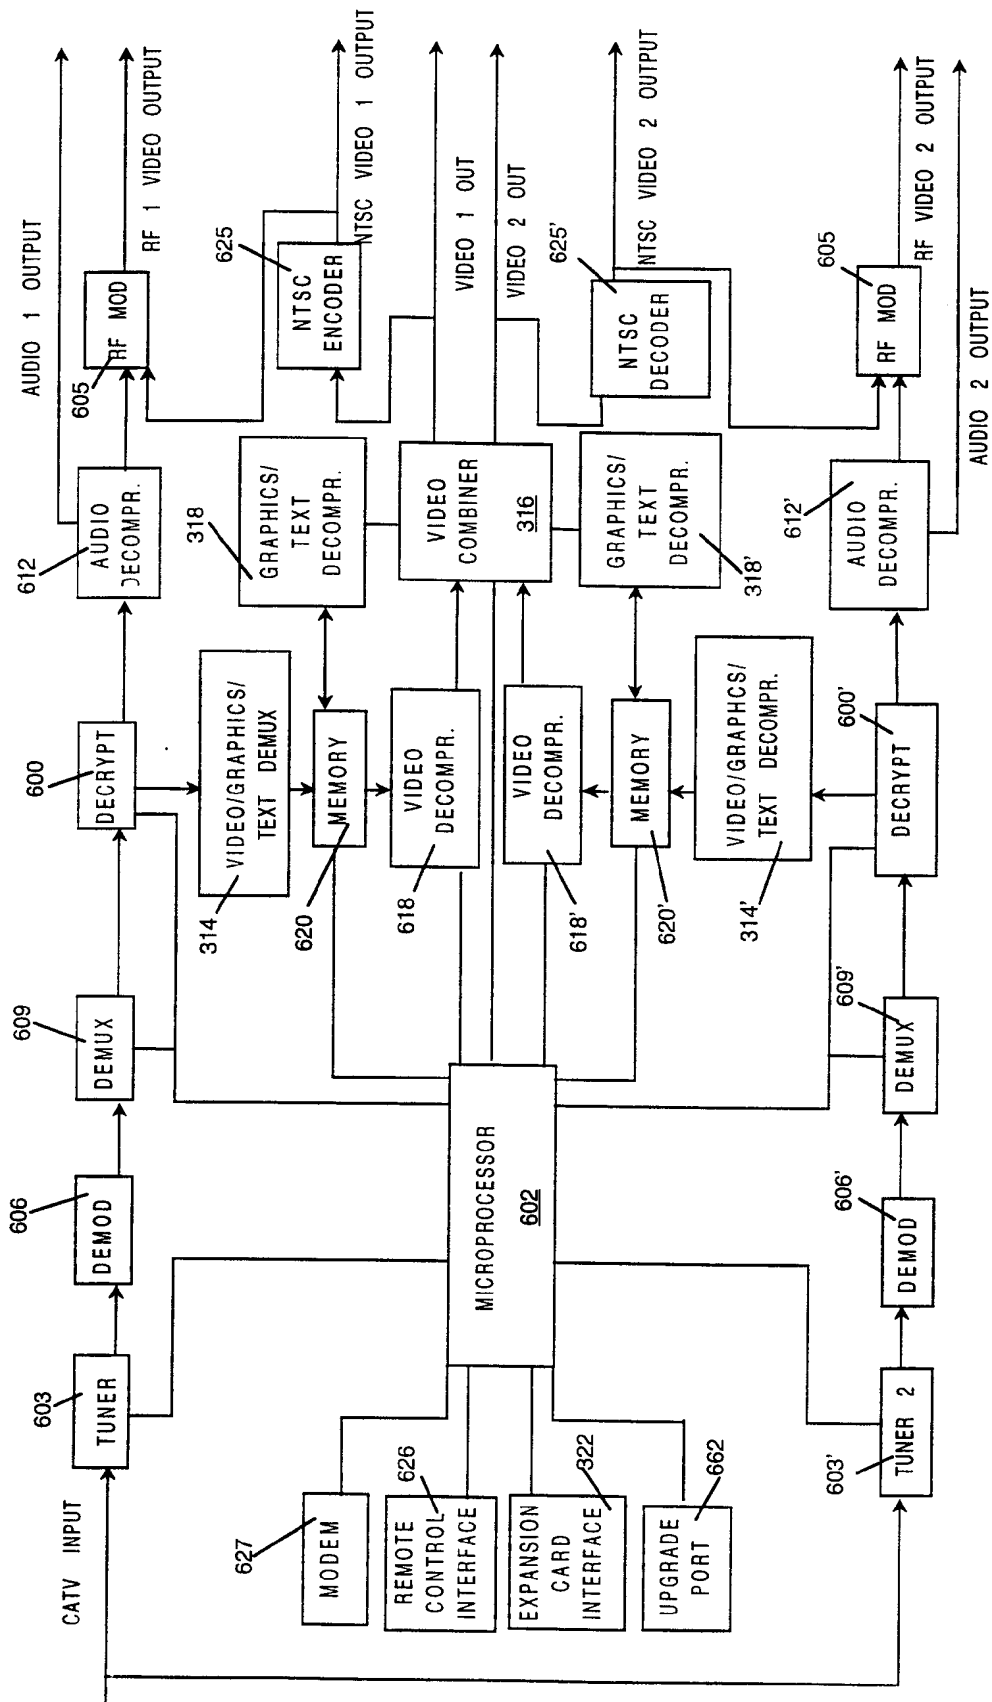 CATV INPUT
603
TUNER
606
DEMOD
609
DEMUX
600
DECRYPT
612
AUDIO
DECOMPR.
AUDIO 1 OUTPUT
605
RF MOD
RF 1 VIDEO OUTPUT
314
VIDEO/GRAPHICS/
TEXT DEMUX
318
GRAPHICS/
TEXT
DECOMPR.
625
NTSC
ENCODER
NTSC VIDEO 1 OUTPUT
627
MODEM
620
MEMORY
626
REMOTE
CONTROL
INTERFACE
618
VIDEO
DECOMPR.
VIDEO 1 OUT
MICROPROCESSOR
602
VIDEO
COMBINER
316
VIDEO 2 OUT
322
EXPANSION
CARD
INTERFACE
618'
VIDEO
DECOMPR.
625'
NTSC
DECODER
NTSC VIDEO 2 OUTPUT
662
UPGRADE
PORT
620'
MEMORY
GRAPHICS/
TEXT
DECOMPR.
318'
314'
VIDEO/GRAPHCS/
TEXT DECOMPR.
603'
TUNER 2
606'
DEMOD
609'
DEMUX
600'
DECRYPT
612'
AUDIO
DECOMPR.
605
RF MOD
RF VIDEO 2 OUTPUT
AUDIO 2 OUTPUT